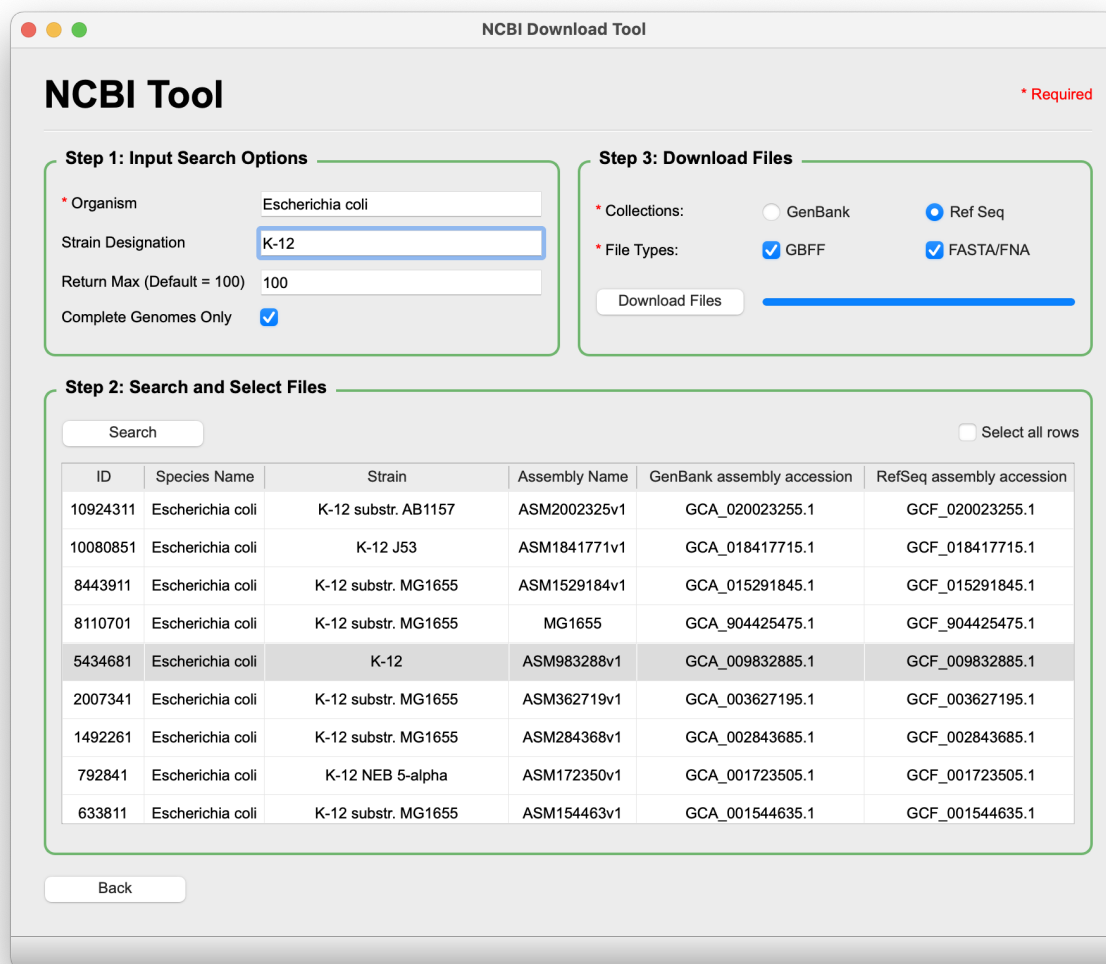 NCBI Download Tool
NCBI Tool
* Required
Step 1: Input Search Options
* Organism Escherichia coli
Strain Designation K-12
Return Max (Default = 100) 100
Complete Genomes Only
Step 3: Download Files
* Collections: GenBank Ref Seq
* File Types: GBFF FASTA/FNA
Download Files
Step 2: Search and Select Files
Search Select all rows
ID Species Name Strain Assembly Name GenBank assembly accession RefSeq assembly accession
10924311 Escherichia coli K-12 substr. AB1157 ASM2002325v1 GCA_020023255.1 GCF_020023255.1
10080851 Escherichia coli K-12 J53 ASM1841771v1 GCA_018417715.1 GCF_018417715.1
8443911 Escherichia coli K-12 substr. MG1655 ASM1529184v1 GCA_015291845.1 GCF_015291845.1
8110701 Escherichia coli K-12 substr. MG1655 MG1655 GCA_904425475.1 GCF_904425475.1
5434681 Escherichia coli K-12 ASM983288v1 GCA_009832885.1 GCF_009832885.1
2007341 Escherichia coli K-12 substr. MG1655 ASM362719v1 GCA_003627195.1 GCF_003627195.1
1492261 Escherichia coli K-12 substr. MG1655 ASM284368v1 GCA_002843685.1 GCF_002843685.1
792841 Escherichia coli K-12 NEB 5-alpha ASM172350v1 GCA_001723505.1 GCF_001723505.1
633811 Escherichia coli K-12 substr. MG1655 ASM154463v1 GCA_001544635.1 GCF_001544635.1
Back